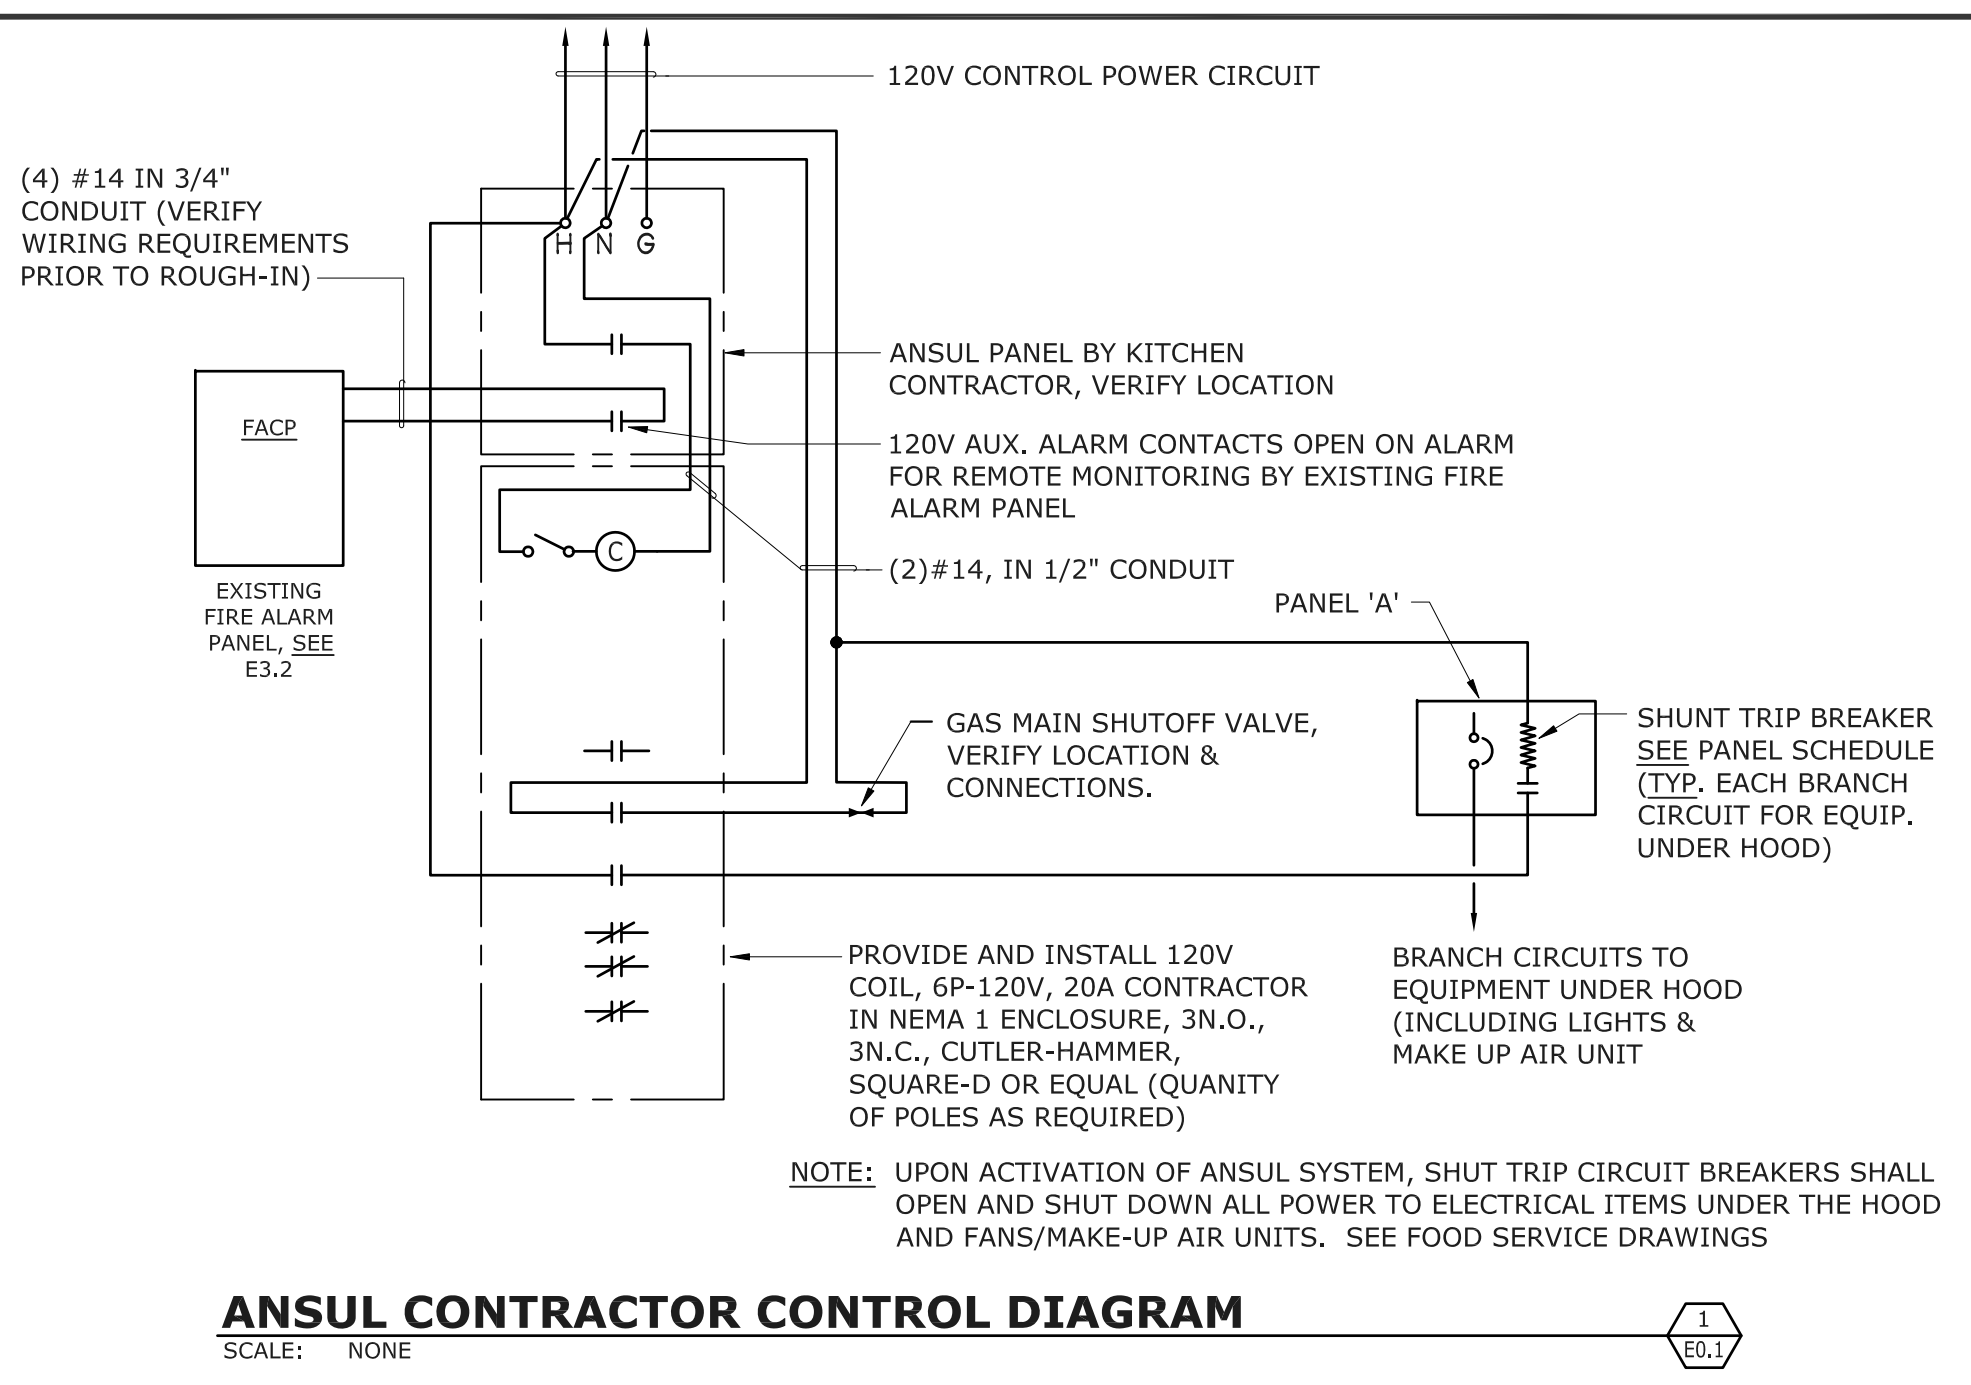 120V CONTROL POWER CIRCUIT
(4) #14 IN 3/4"
CONDUIT (VERIFY
WIRING REQUIREMENTS
PRIOR TO ROUGH-IN)
H N G
ANSUL PANEL BY KITCHEN
CONTRACTOR, VERIFY LOCATION
FACP
120V AUX. ALARM CONTACTS OPEN ON ALARM
FOR REMOTE MONITORING BY EXISTING FIRE
ALARM PANEL
C
(2)#14, IN 1/2" CONDUIT
EXISTING
FIRE ALARM
PANEL, SEE
E3.2
PANEL 'A'
GAS MAIN SHUTOFF VALVE,
VERIFY LOCATION &
CONNECTIONS.
SHUNT TRIP BREAKER
SEE PANEL SCHEDULE
(TYP. EACH BRANCH
CIRCUIT FOR EQUIP.
UNDER HOOD)
PROVIDE AND INSTALL 120V
COIL, 6P-120V, 20A CONTRACTOR
IN NEMA 1 ENCLOSURE, 3N.O.,
3N.C., CUTLER-HAMMER,
SQUARE-D OR EQUAL (QUANITY
OF POLES AS REQUIRED)
BRANCH CIRCUITS TO
EQUIPMENT UNDER HOOD
(INCLUDING LIGHTS &
MAKE UP AIR UNIT
NOTE: UPON ACTIVATION OF ANSUL SYSTEM, SHUT TRIP CIRCUIT BREAKERS SHALL
OPEN AND SHUT DOWN ALL POWER TO ELECTRICAL ITEMS UNDER THE HOOD
AND FANS/MAKE-UP AIR UNITS. SEE FOOD SERVICE DRAWINGS
ANSUL CONTRACTOR CONTROL DIAGRAM
SCALE: NONE
1
E0.1